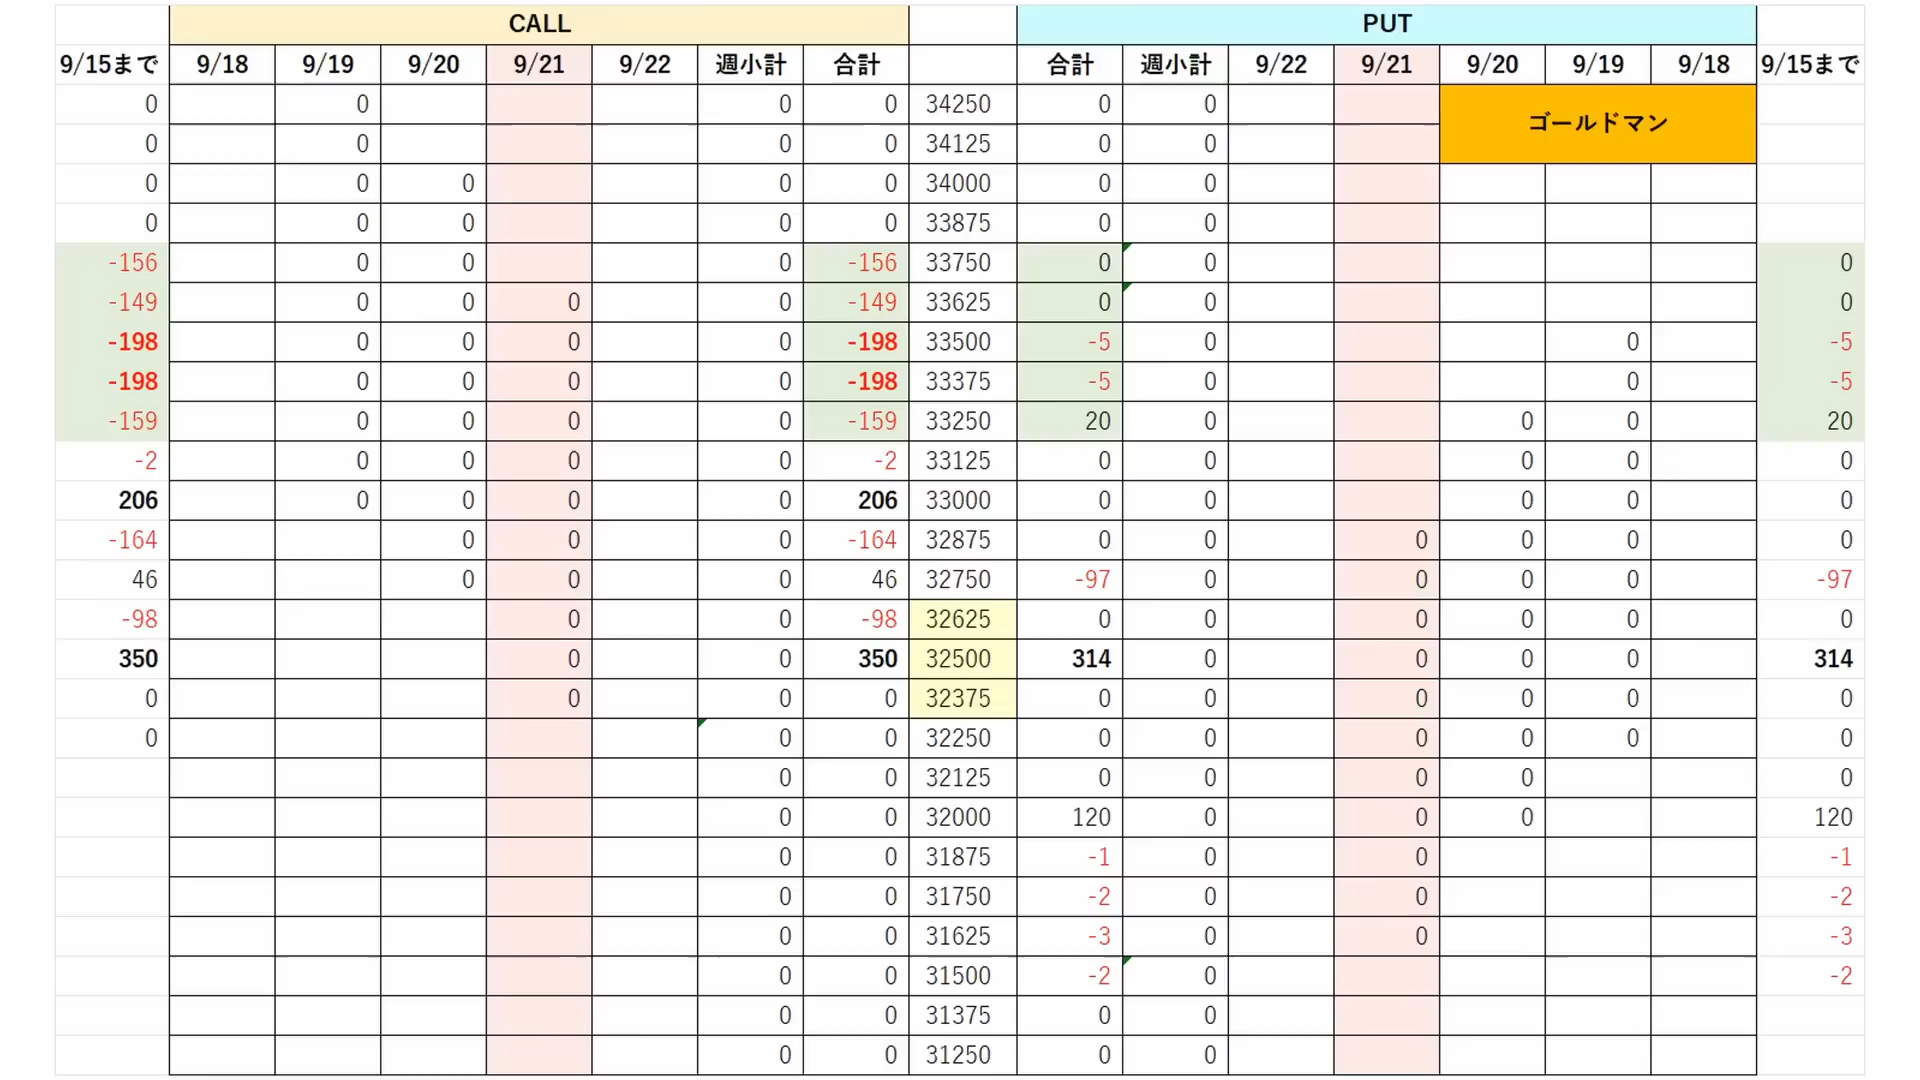 CALL PUT
9/15まで 9/18 9/19 9/20 9/21 9/22 週小計 合計 合計 週小計 9/22 9/21 9/20 9/19 9/18 9/15まで
0 0 0 0 34250 0 0 ゴールドマン
0 0 0 34125 0 0
0 0 0 0 0 34000 0 0
0 0 0 0 0 33875 0 0
-156 0 0 0 -156 33750 0 0 0
-149 0 0 0 0 -149 33625 0 0 0
-198 0 0 0 0 -198 33500 -5 0 0 -5
-198 0 0 0 0 -198 33375 -5 0 0 -5
-159 0 0 0 0 -159 33250 20 0 0 0 20
-2 0 0 0 0 -2 33125 0 0 0 0 0
206 0 0 0 0 206 33000 0 0 0 0 0
-164 0 0 0 -164 32875 0 0 0 0 0 0
46 0 0 0 46 32750 -97 0 0 0 0 -97
-98 0 0 -98 32625 0 0 0 0 0 0
350 0 0 350 32500 314 0 0 0 0 314
0 0 0 0 32375 0 0 0 0 0 0
0 0 0 32250 0 0 0 0 0 0
0 0 32125 0 0 0 0 0
0 0 32000 120 0 0 0 120
0 0 31875 -1 0 0 -1
0 0 31750 -2 0 0 -2
0 0 31625 -3 0 0 -3
0 0 31500 -2 0 -2
0 0 31375 0 0
0 0 31250 0 0